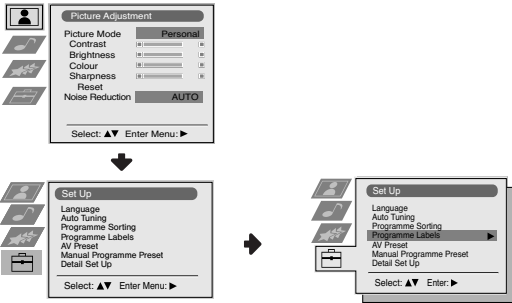 Picture Adjustment
Picture Mode Personal
Contrast
Brightness
Colour
Sharpness
Reset
Noise Reduction AUTO
Select: ▲▼ Enter Menu: ▶
Set Up
Language
Auto Tuning
Programme Sorting
Programme Labels
AV Preset
Manual Programme Preset
Detail Set Up
Select: ▲▼ Enter Menu: ▶
Set Up
Language
Auto Tuning
Programme Sorting
Programme Labels ▶
AV Preset
Manual Programme Preset
Detail Set Up
Select: ▲▼ Enter: ▶